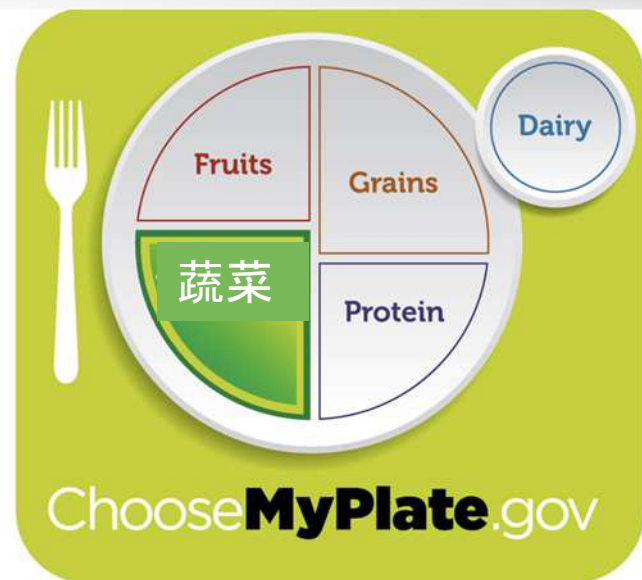 Dairy
Fruits
Grains
蔬菜
Protein
ChooseMyPlate.gov